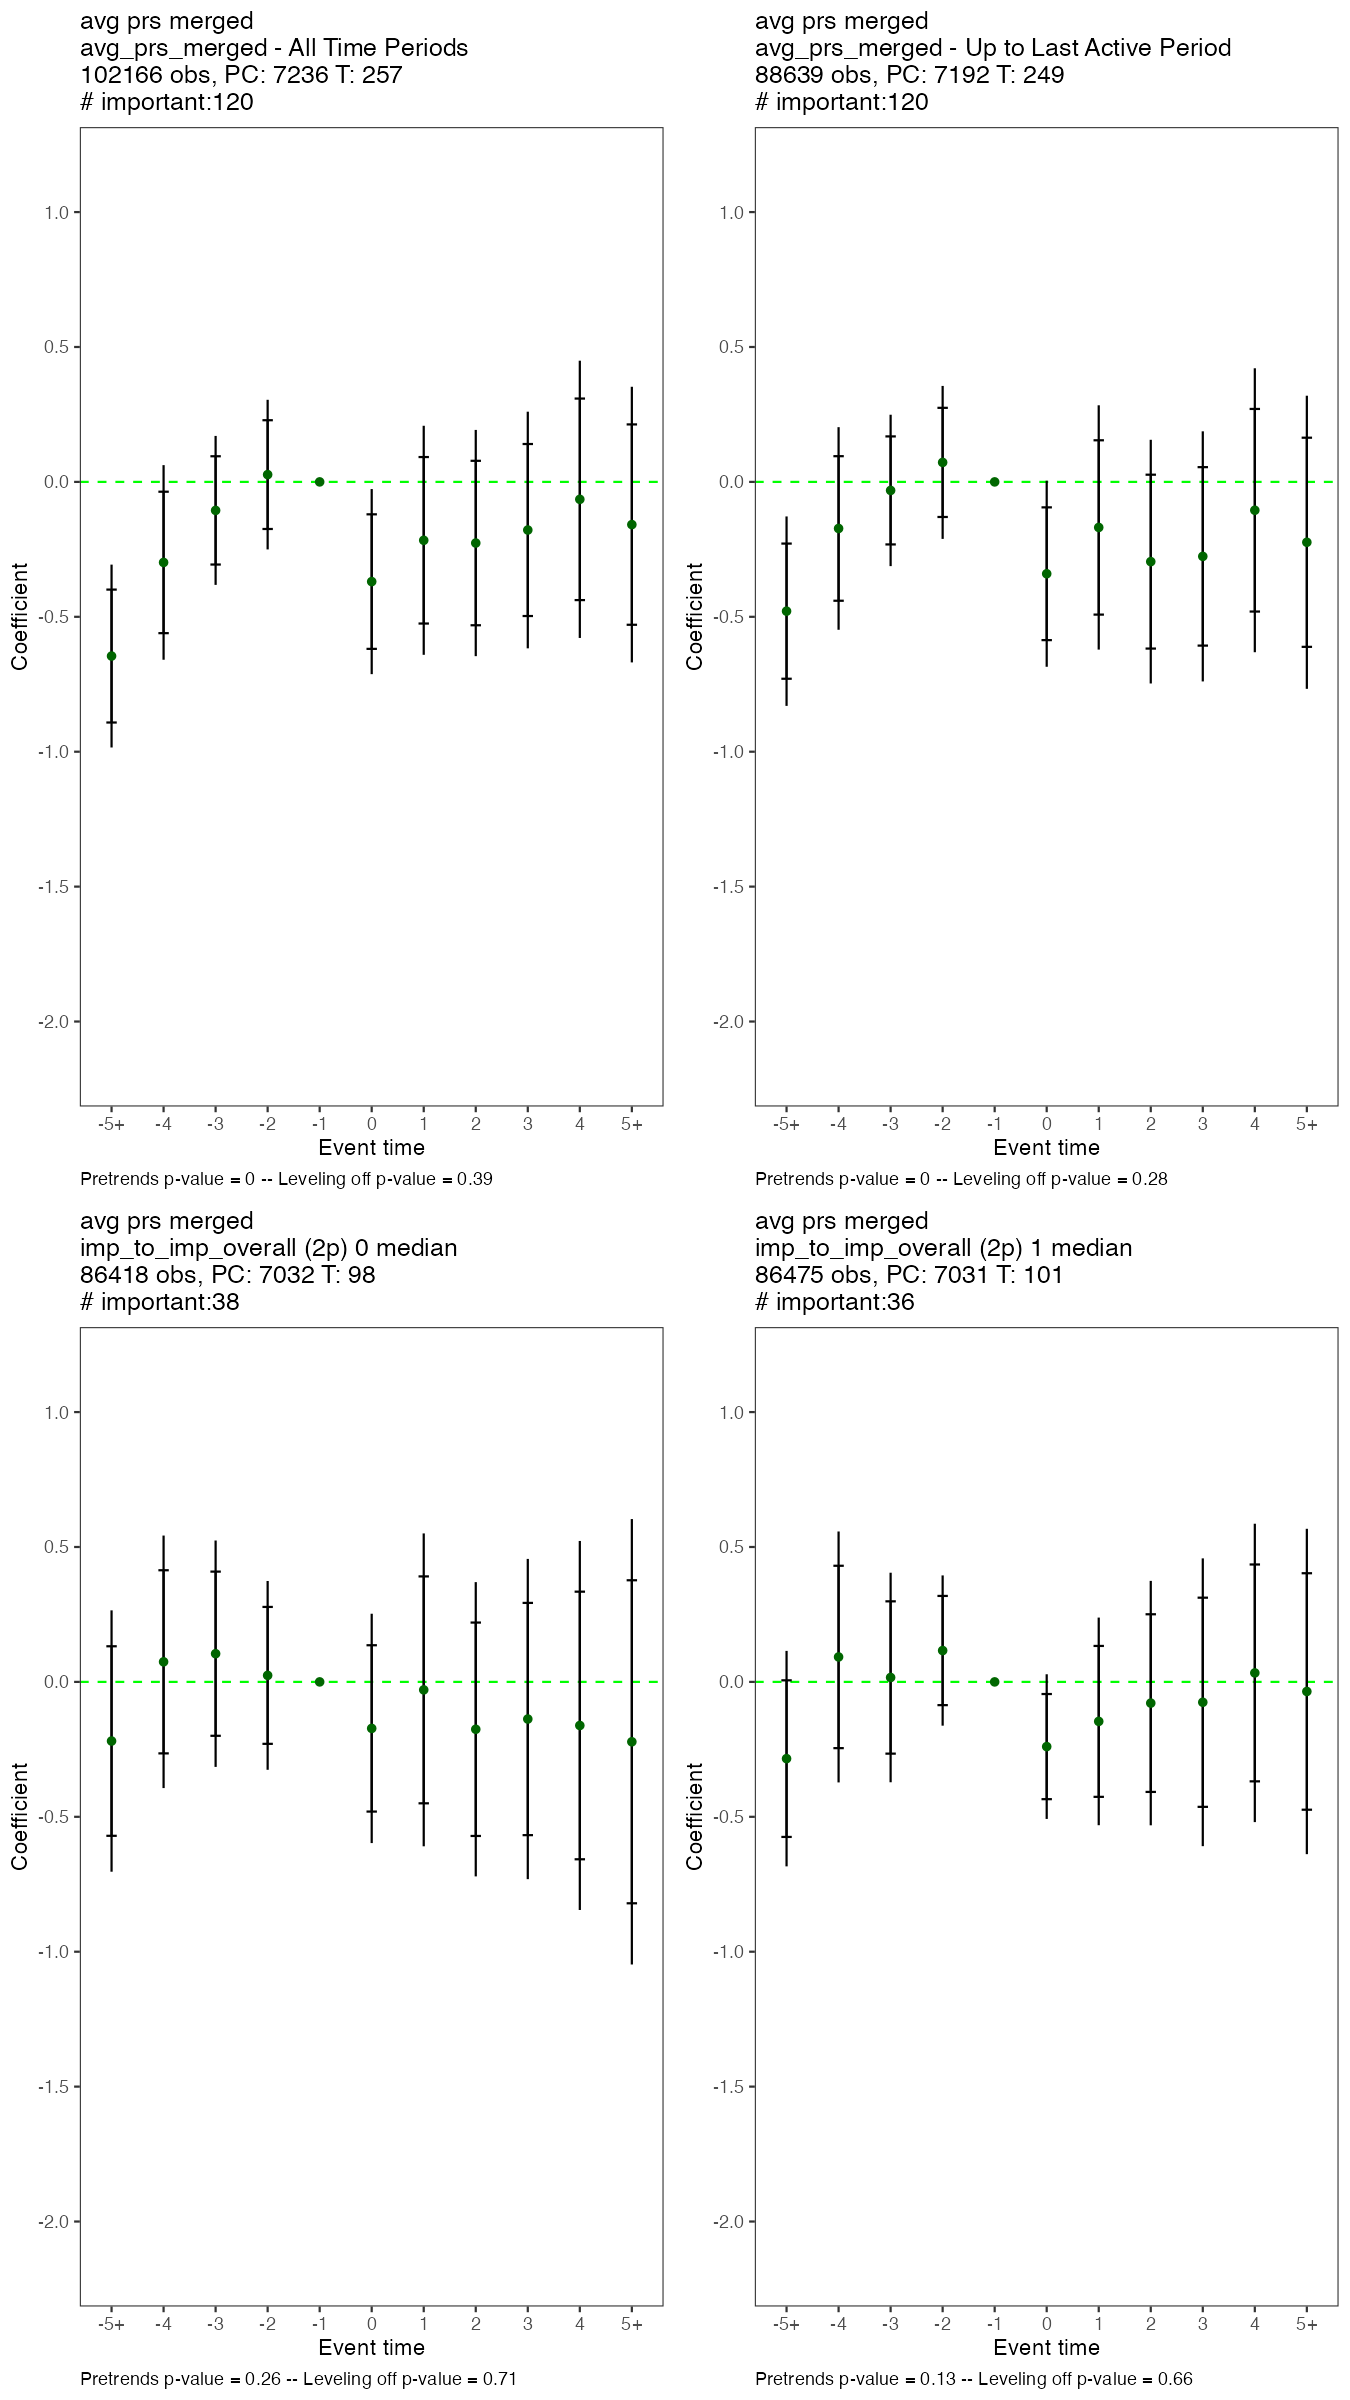 avg prs merged
avg_prs_merged - All Time Periods
102166 obs, PC: 7236 T: 257
# important:120
1.0
0.5
0.0
-0.5
-1.0
-1.5
-2.0
Coefficient
-5+ -4 -3 -2 -1 0 1 2 3 4 5+
Event time
Pretrends p-value = 0 -- Leveling off p-value = 0.39
avg prs merged
avg_prs_merged - Up to Last Active Period
88639 obs, PC: 7192 T: 249
# important:120
1.0
0.5
0.0
-0.5
-1.0
-1.5
-2.0
Coefficient
-5+ -4 -3 -2 -1 0 1 2 3 4 5+
Event time
Pretrends p-value = 0 -- Leveling off p-value = 0.28
avg prs merged
imp_to_imp_overall (2p) 0 median
86418 obs, PC: 7032 T: 98
# important:38
1.0
0.5
0.0
-0.5
-1.0
-1.5
-2.0
Coefficient
-5+ -4 -3 -2 -1 0 1 2 3 4 5+
Event time
Pretrends p-value = 0.26 -- Leveling off p-value = 0.71
avg prs merged
imp_to_imp_overall (2p) 1 median
86475 obs, PC: 7031 T: 101
# important:36
1.0
0.5
0.0
-0.5
-1.0
-1.5
-2.0
Coefficient
-5+ -4 -3 -2 -1 0 1 2 3 4 5+
Event time
Pretrends p-value = 0.13 -- Leveling off p-value = 0.66